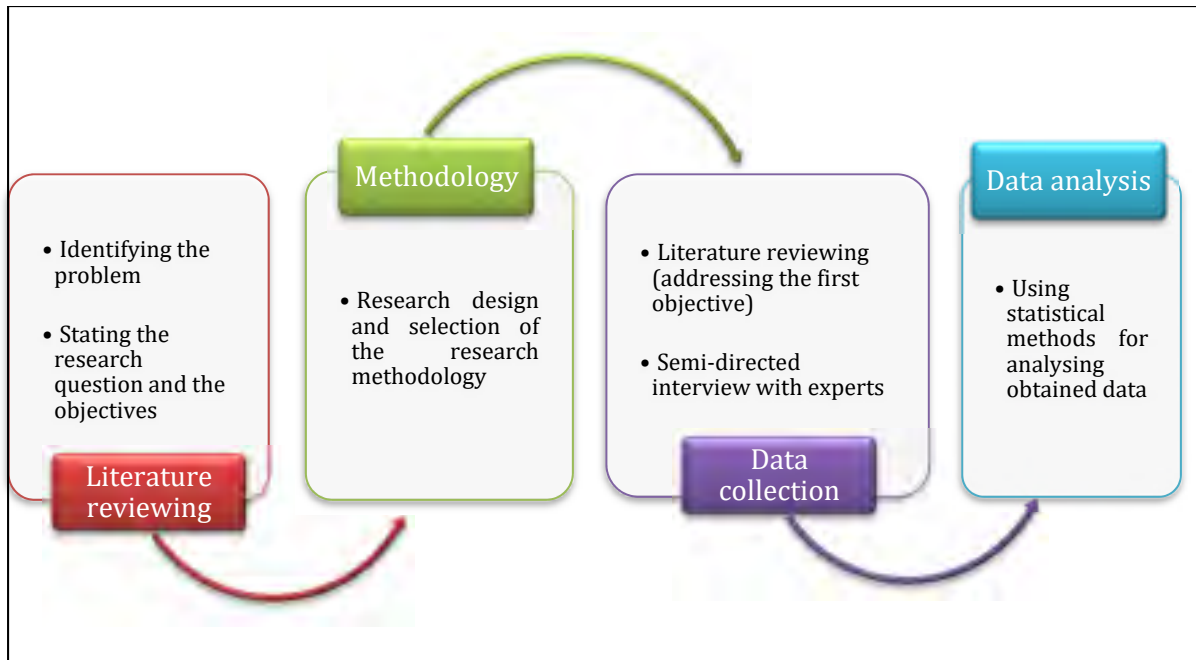 • Identifying the
problem
• Stating the
research
question and the
objectives
Literature
reviewing
Methodology
• Research design
and selection of
the research
methodology
• Literature reviewing
(addressing the first
objective)
• Semi-directed
interview with experts
Data
collection
Data analysis
• Using
statistical
methods for
analysing
obtained data